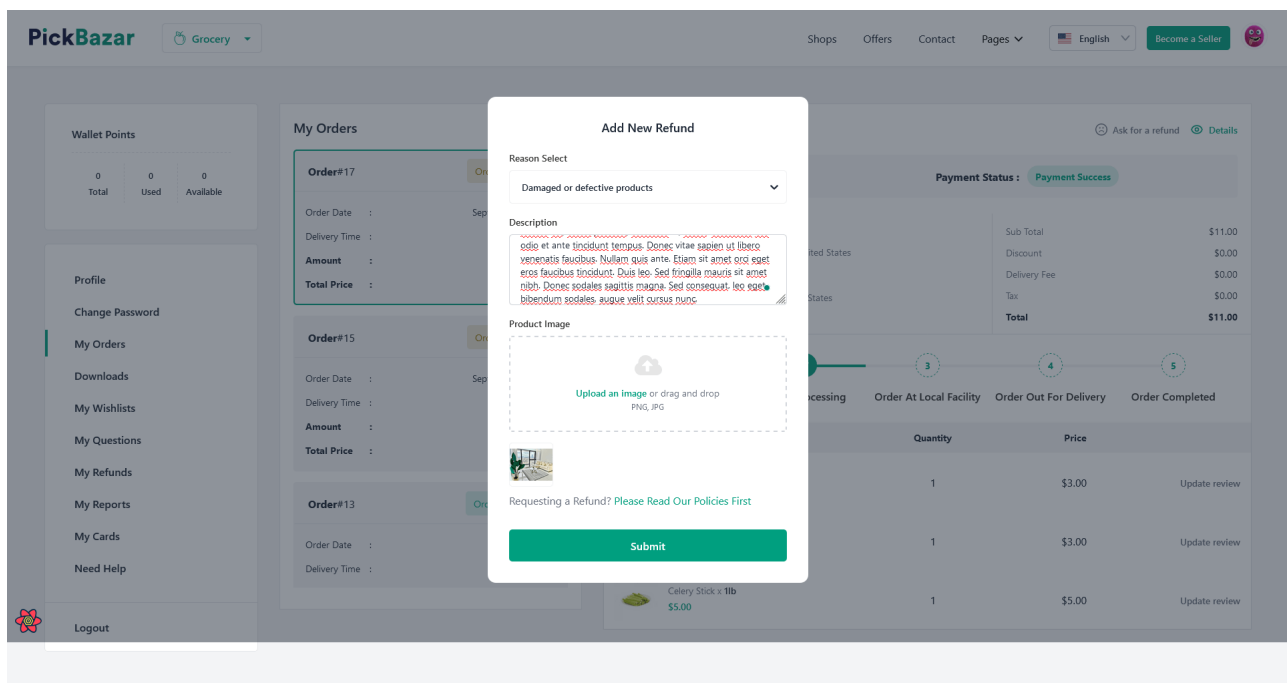 PickBazar
Grocery
Shops
Offers
Contact
Pages
English
Become a Seller
Wallet Points
0 0 0
Total Used Available
Profile
Change Password
My Orders
Downloads
My Wishlists
My Questions
My Refunds
My Reports
My Cards
Need Help
Logout
My Orders
Order#17
Order Date :
Sep
Delivery Time :
Amount :
Total Price :
Order#15
Order Date :
Sep
Delivery Time :
Amount :
Total Price :
Order#13
Order Date :
Delivery Time :
Add New Refund
Reason Select
Damaged or defective products
Description
odio et ante tincidunt tempus. Donec vitae sapien ut libero
venenatis faucibus. Nullam quis ante. Etiam sit amet orci eget
eros faucibus tincidunt. Duis leo. Sed fringilla mauris sit amet
nibh. Donec sodales sagittis magna. Sed consequat, leo eget
bibendum sodales, augue velit cursus nunc,
Product Image
Upload an image or drag and drop
PNG, JPG
Requesting a Refund? Please Read Our Policies First
Submit
Ask for a refund
Details
Payment Status : Payment Success
States
States
Sub Total $11.00
Discount $0.00
Delivery Fee $0.00
Tax $0.00
Total $11.00
3 4 5
Order At Local Facility Order Out For Delivery Order Completed
Quantity Price
1 $3.00 Update review
1 $3.00 Update review
Celery Stick x 1lb
$5.00
1 $5.00 Update review